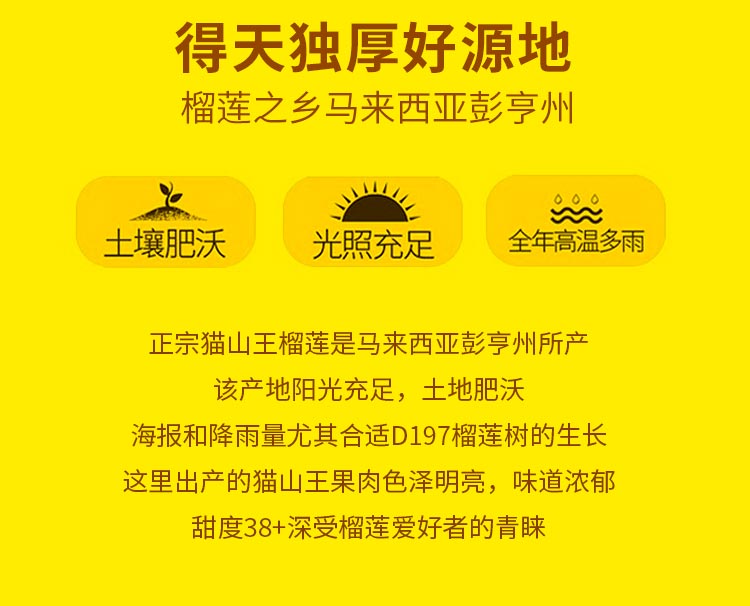 得天独厚好源地
榴莲之乡马来西亚彭亨州
土壤肥沃
光照充足
全年高温多雨
正宗猫山王榴莲是马来西亚彭亨州所产
该产地阳光充足，土地肥沃
海报和降雨量尤其合适D197榴莲树的生长
这里出产的猫山王果肉色泽明亮，味道浓郁
甜度38+深受榴莲爱好者的青睐